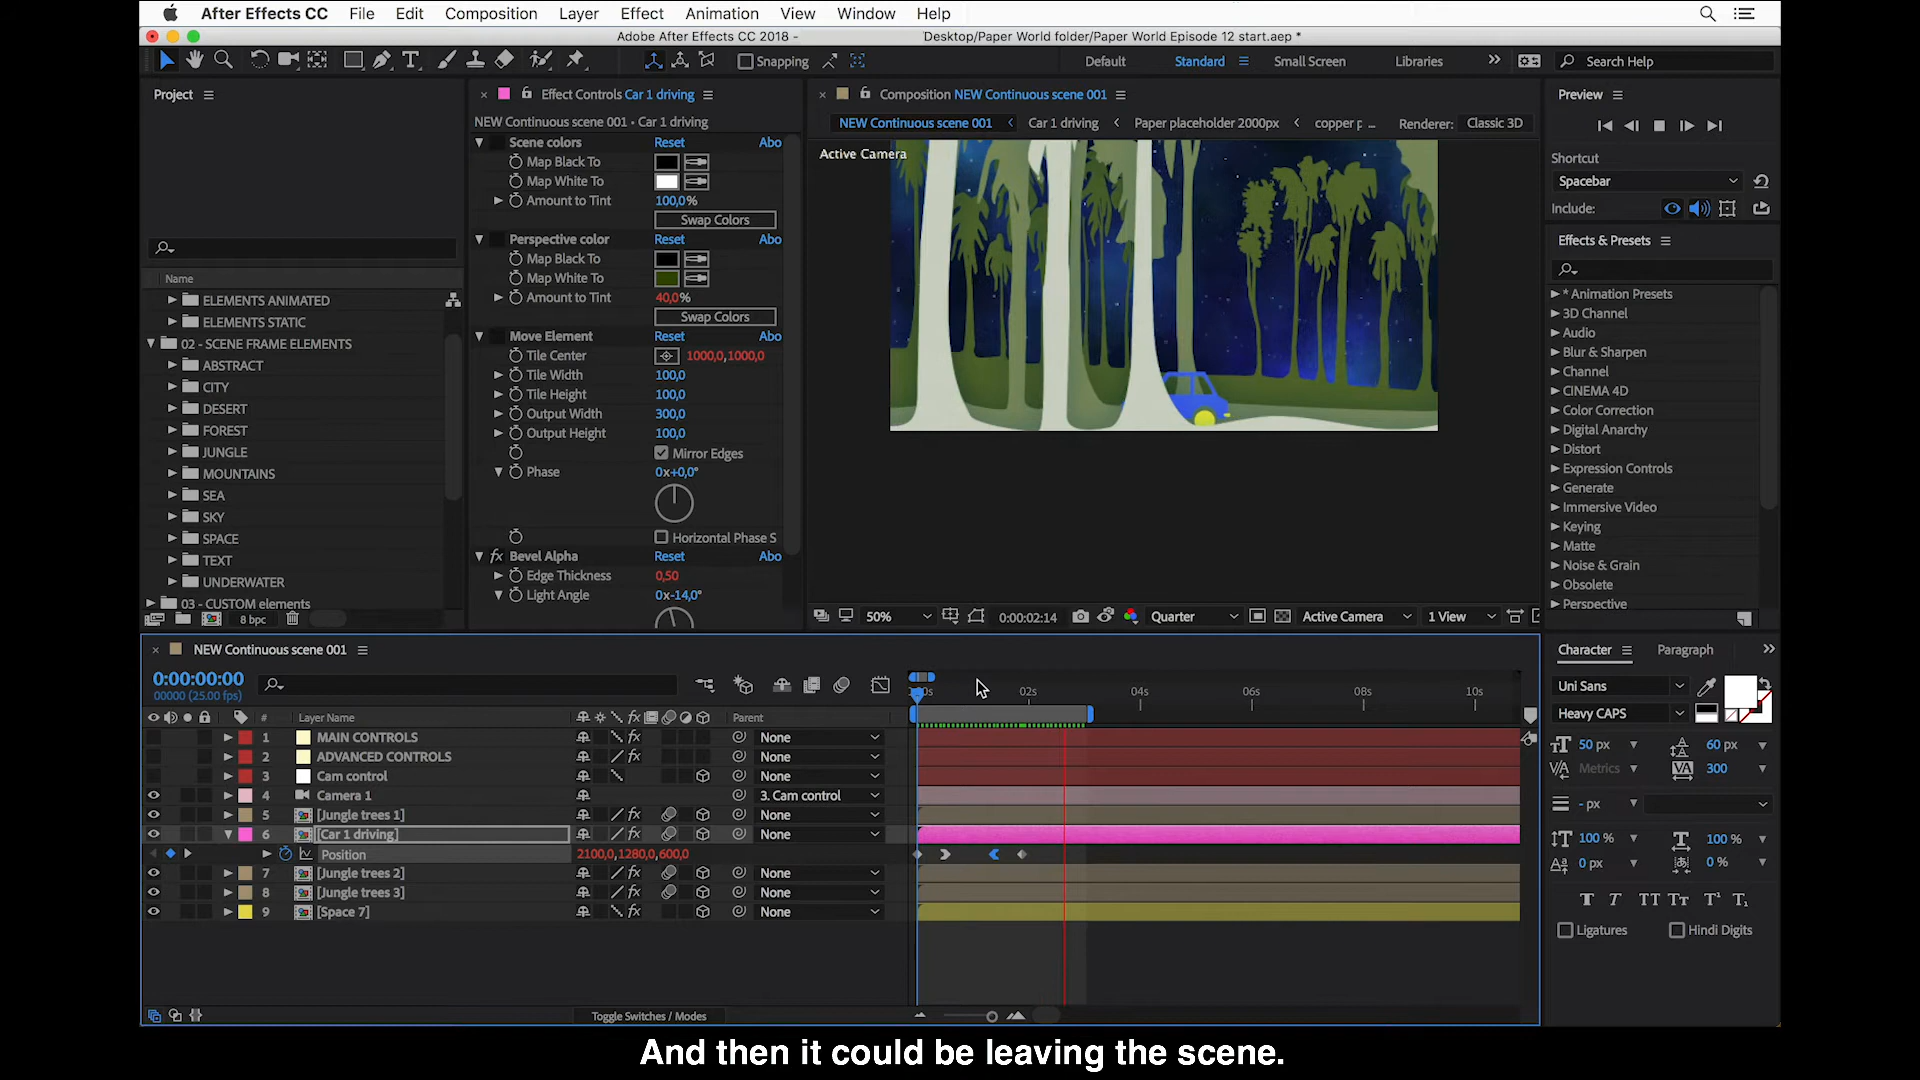 After Effects CC File Edit Composition Layer Effect Animation View Window Help
Adobe After Effects CC 2018 - Desktop/Paper World folder/Paper World Episode 12 start.aep *
Snapping Default Standard Small Screen Libraries Search Help
Project
Name
ELEMENTS ANIMATED
ELEMENTS STATIC
02 - SCENE FRAME ELEMENTS
ABSTRACT
CITY
DESERT
FOREST
JUNGLE
MOUNTAINS
SEA
SKY
SPACE
TEXT
UNDERWATER
03 - CUSTOM elements
8 bpc
Effect Controls Car 1 driving
NEW Continuous scene 001 • Car 1 driving
Scene colors Reset Abo
Map Black To
Map White To
Amount to Tint 100,0%
Swap Colors
Perspective color Reset Abo
Map Black To
Map White To
Amount to Tint 40,0%
Swap Colors
Move Element Reset Abo
Tile Center 1000,0,1000,0
Tile Width 100,0
Tile Height 100,0
Output Width 300,0
Output Height 100,0
Mirror Edges
Phase 0x+0,0°
Horizontal Phase S
fx Bevel Alpha Reset Abo
Edge Thickness 0,50
Light Angle 0x-14,0°
Composition NEW Continuous scene 001
NEW Continuous scene 001 Car 1 driving Paper placeholder 2000px copper p ... Renderer: Classic 3D
Active Camera
50% 0:00:02:14 Quarter Active Camera 1 View
Preview
Shortcut
Spacebar
Include:
Effects & Presets
* Animation Presets
3D Channel
Audio
Blur & Sharpen
Channel
CINEMA 4D
Color Correction
Digital Anarchy
Distort
Expression Controls
Generate
Immersive Video
Keying
Matte
Noise & Grain
Obsolete
Perspective
NEW Continuous scene 001
0:00:00:00
00000 (25.00 fps)
02s 04s 06s 08s 10s
# Layer Name Parent
1 MAIN CONTROLS None
2 ADVANCED CONTROLS None
3 Cam control None
4 Camera 1 3. Cam control
5 [Jungle trees 1] None
6 [Car 1 driving] None
Position 2100,0,1280,0,600,0
7 [Jungle trees 2] None
8 [Jungle trees 3] None
9 [Space 7] None
Toggle Switches / Modes
Character Paragraph
Uni Sans
Heavy CAPS
50 px 60 px
Metrics 300
- px
100 % 100 %
0 px 0 %
T T TT Tт T¹ T₁
Ligatures Hindi Digits
And then it could be leaving the scene.